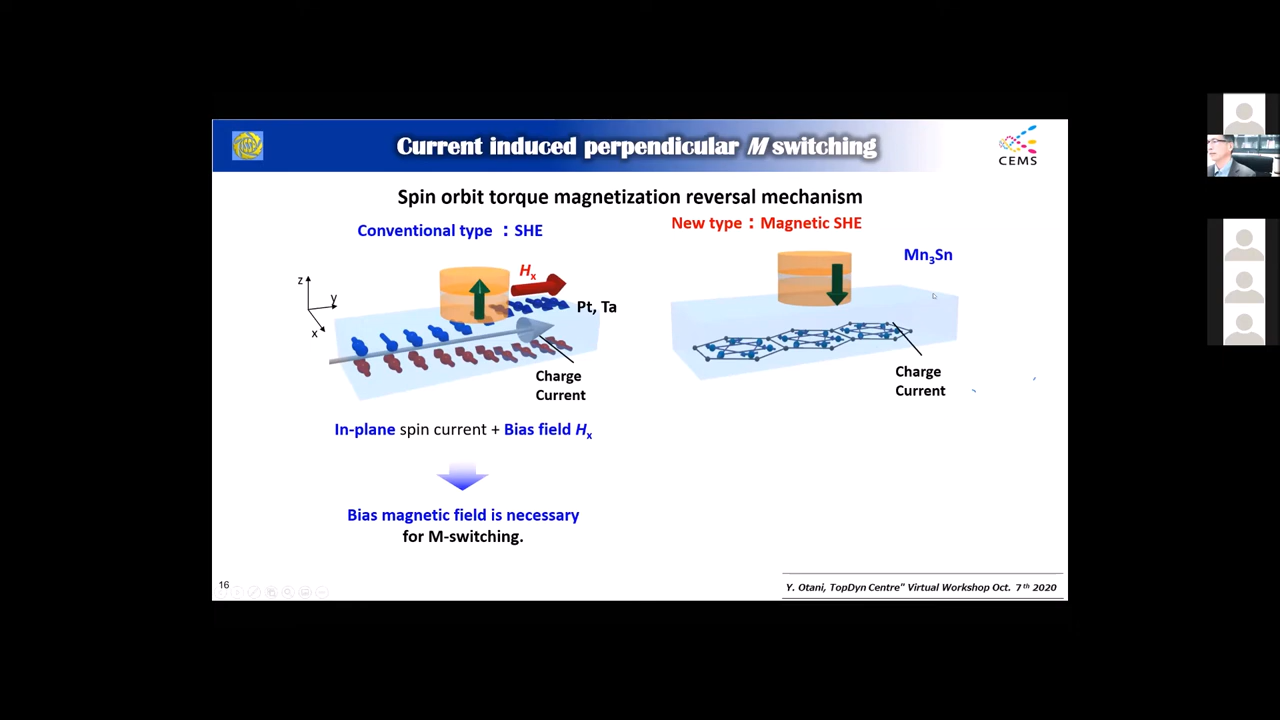 Current induced perpendicular M switching
CEMS
Spin orbit torque magnetization reversal mechanism
Conventional type : SHE
Hx
z
y
x
Pt, Ta
Charge
Current
In-plane spin current + Bias field Hx
Bias magnetic field is necessary
for M-switching.
New type : Magnetic SHE
Mn3Sn
Charge
Current
16
Y. Otani, TopDyn Centre" Virtual Workshop Oct. 7th 2020